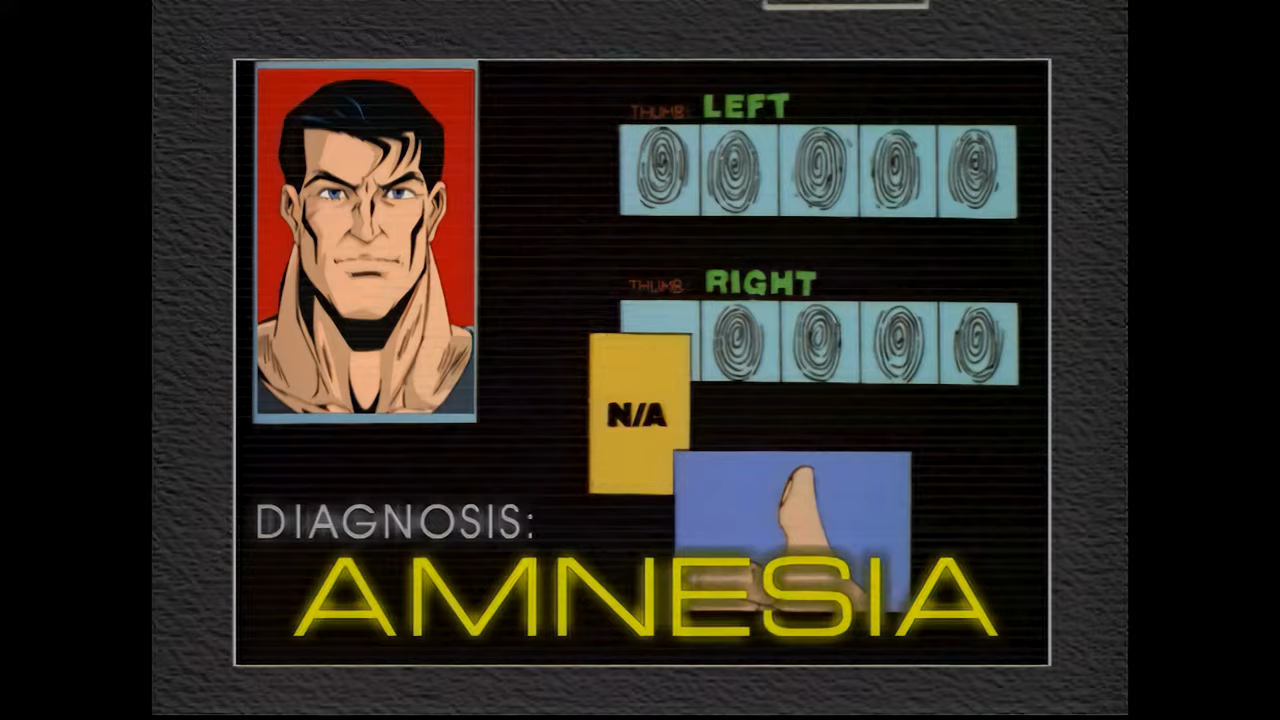 THUMB: LEFT
THUMB: RIGHT
N/A
DIAGNOSIS:
AMNESIA